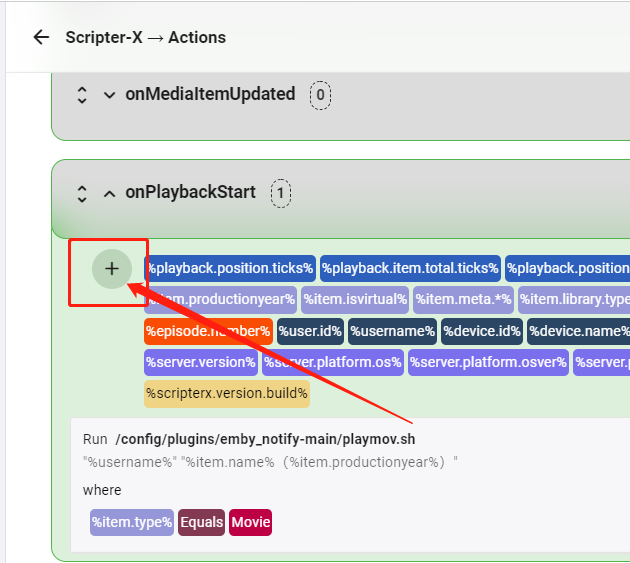 Scripter-X → Actions
onMediaItemUpdated 0
onPlaybackStart 1
%playback.position.ticks% %playback.item.total.ticks% %playback.position
%item.productionyear% %item.isvirtual% %item.meta.*% %item.library.type
%episode.number% %user.id% %username% %device.id% %device.name%
%server.version% %server.platform.os% %server.platform.osver% %server.p
%scripterx.version.build%
Run /config/plugins/emby_notify-main/playmov.sh
"%username%" "%item.name% (%item.productionyear%) "
where
%item.type% Equals Movie